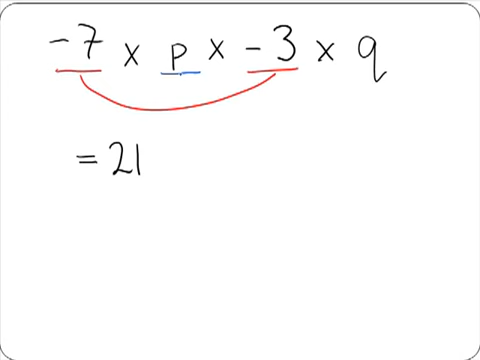 -7 x p x -3 x q
= 21